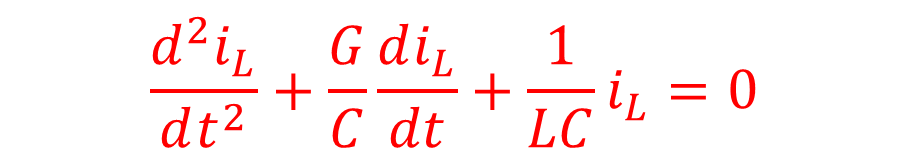 d²i_L/dt² + G/C di_L/dt + 1/LC i_L = 0